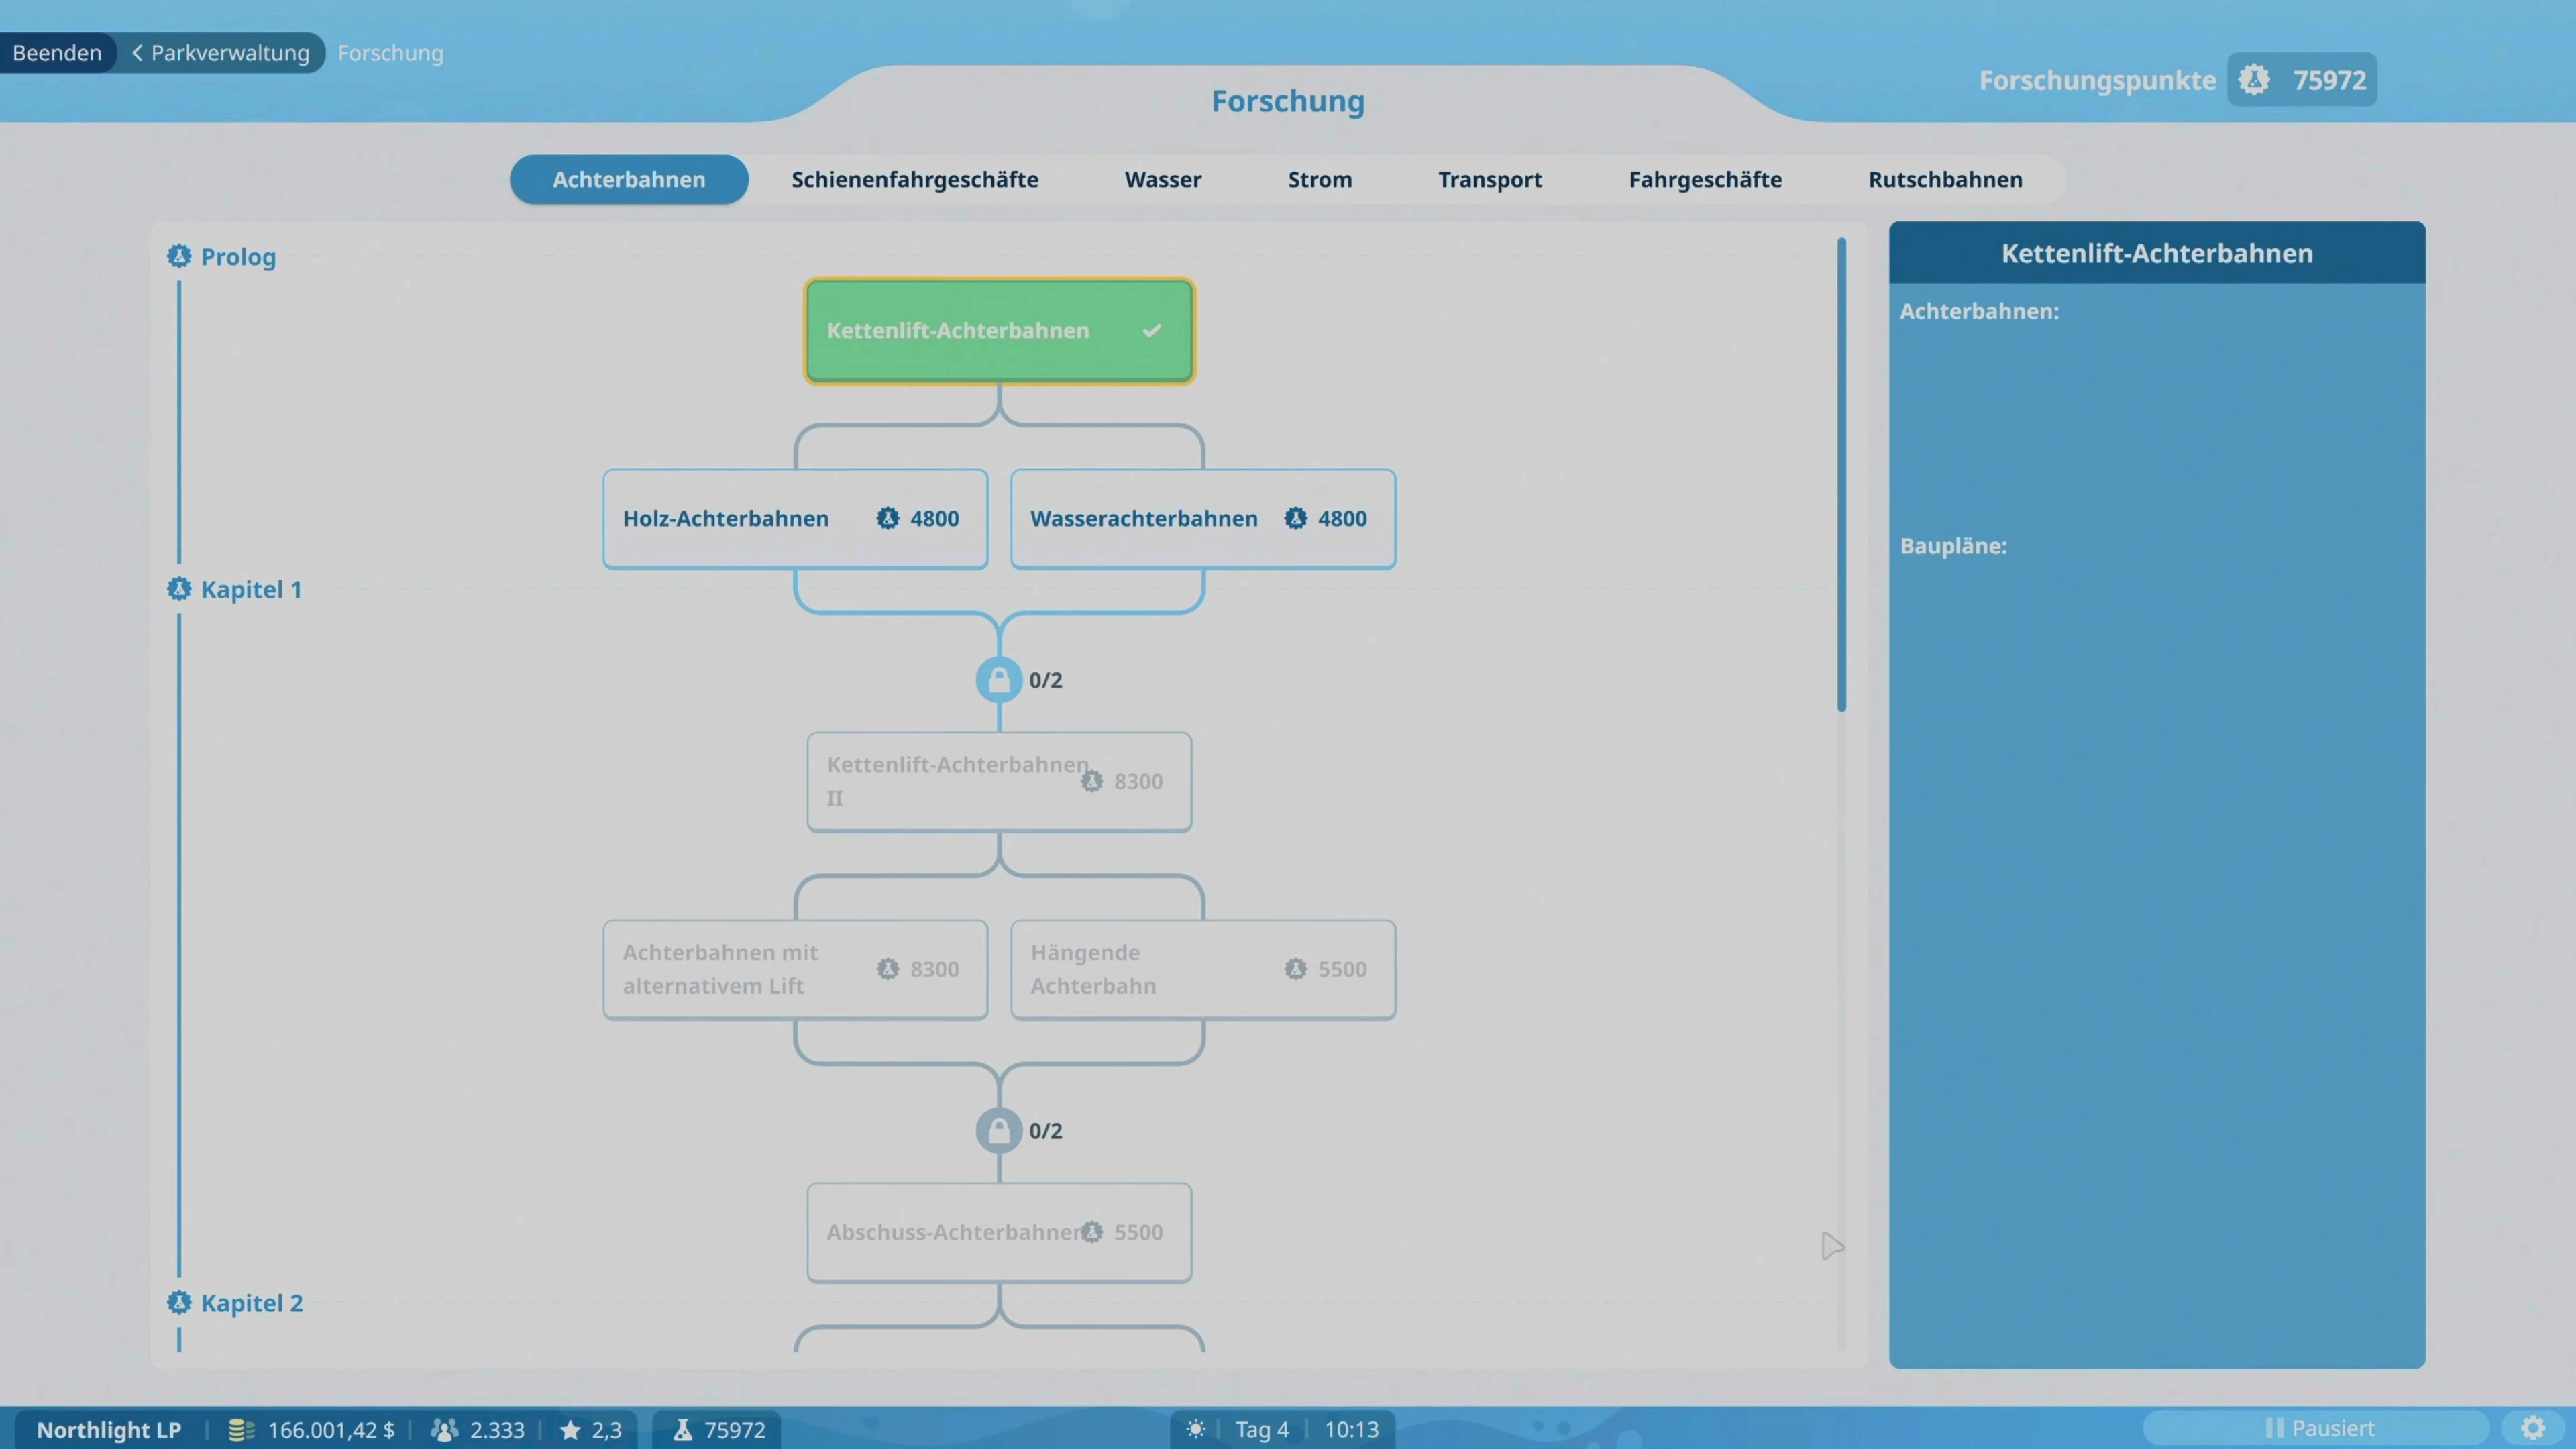 Beenden
Parkverwaltung
Forschung
Forschungspunkte
75972
Forschung
Achterbahnen
Schienenfahrgeschäfte
Wasser
Strom
Transport
Fahrgeschäfte
Rutschbahnen
Prolog
Kettenlift-Achterbahnen
Holz-Achterbahnen
4800
Wasserachterbahnen
4800
Kapitel 1
0/2
Kettenlift-Achterbahnen
II
8300
Achterbahnen mit
alternativem Lift
8300
Hängende
Achterbahn
5500
0/2
Abschuss-Achterbahnen
5500
Kapitel 2
Kettenlift-Achterbahnen
Achterbahnen:
Baupläne:
Northlight LP
166.001,42 $
2.333
2,3
75972
Tag 4
10:13
Pausiert